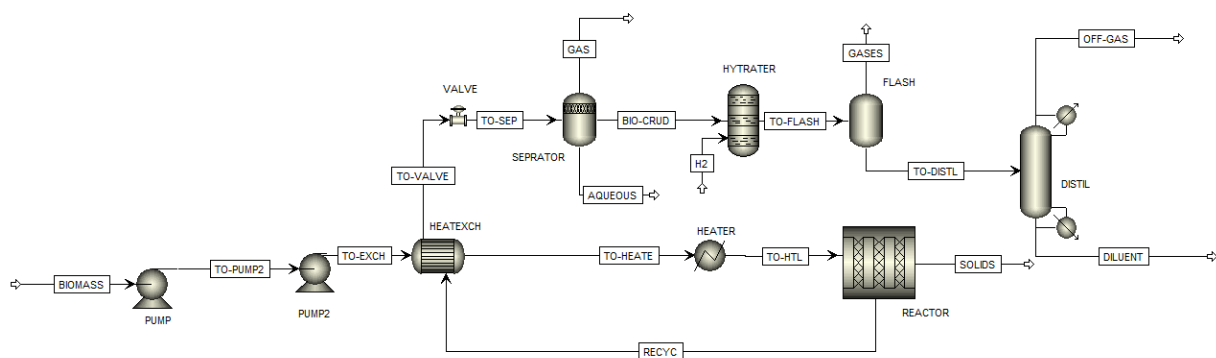 OFF-GAS
GAS
GASES
HYTRATER
FLASH
VALVE
TO-SEP
BIO-CRUD
TO-FLASH
SEPRATOR
H2
TO-DISTL
TO-VALVE
DISTIL
AQUEOUS
HEATEXCH
HEATER
TO-EXCH
TO-HEATE
TO-HTL
SOLIDS
TO-PUMP2
BIOMASS
DILUENT
REACTOR
PUMP
PUMP2
RECYC